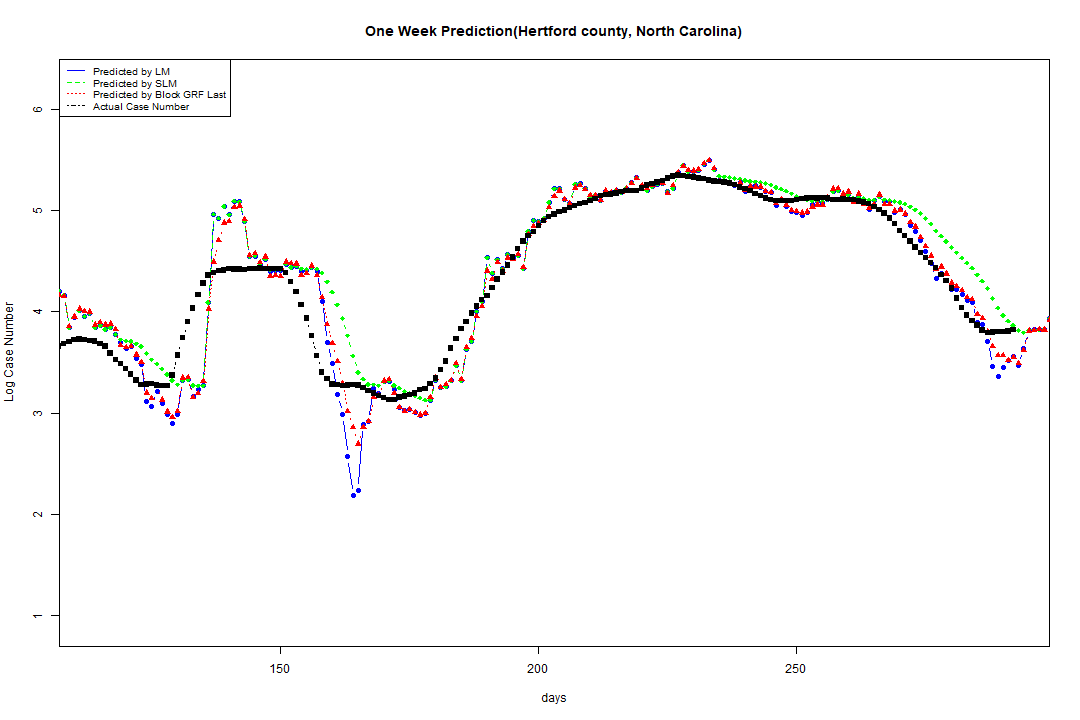 One Week Prediction(Hertford county, North Carolina)
Predicted by LM
Predicted by SLM
Predicted by Block GRF Last
Actual Case Number
6
5
4
3
2
1
Log Case Number
150
200
250
days